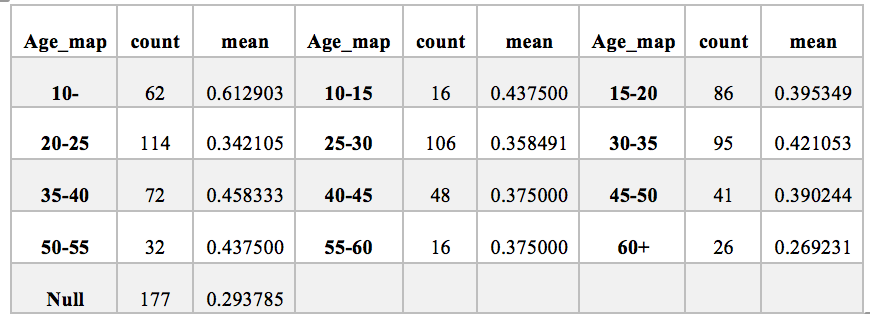 Age_map count mean Age_map count mean Age_map count mean
10- 62 0.612903 10-15 16 0.437500 15-20 86 0.395349
20-25 114 0.342105 25-30 106 0.358491 30-35 95 0.421053
35-40 72 0.458333 40-45 48 0.375000 45-50 41 0.390244
50-55 32 0.437500 55-60 16 0.375000 60+ 26 0.269231
Null 177 0.293785